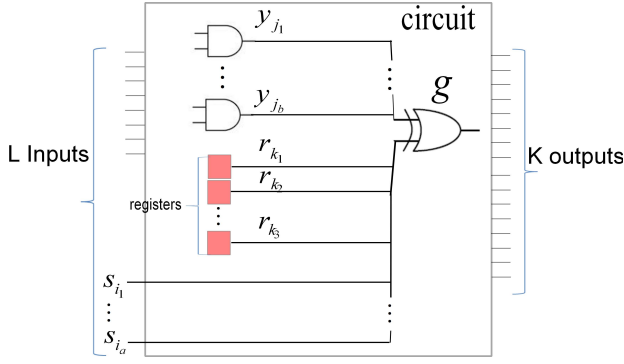 circuit
y_{j_1}
g
y_{j_b}
L Inputs
K outputs
r_{k_1}
r_{k_2}
registers
r_{k_3}
s_{i_1}
s_{i_a}